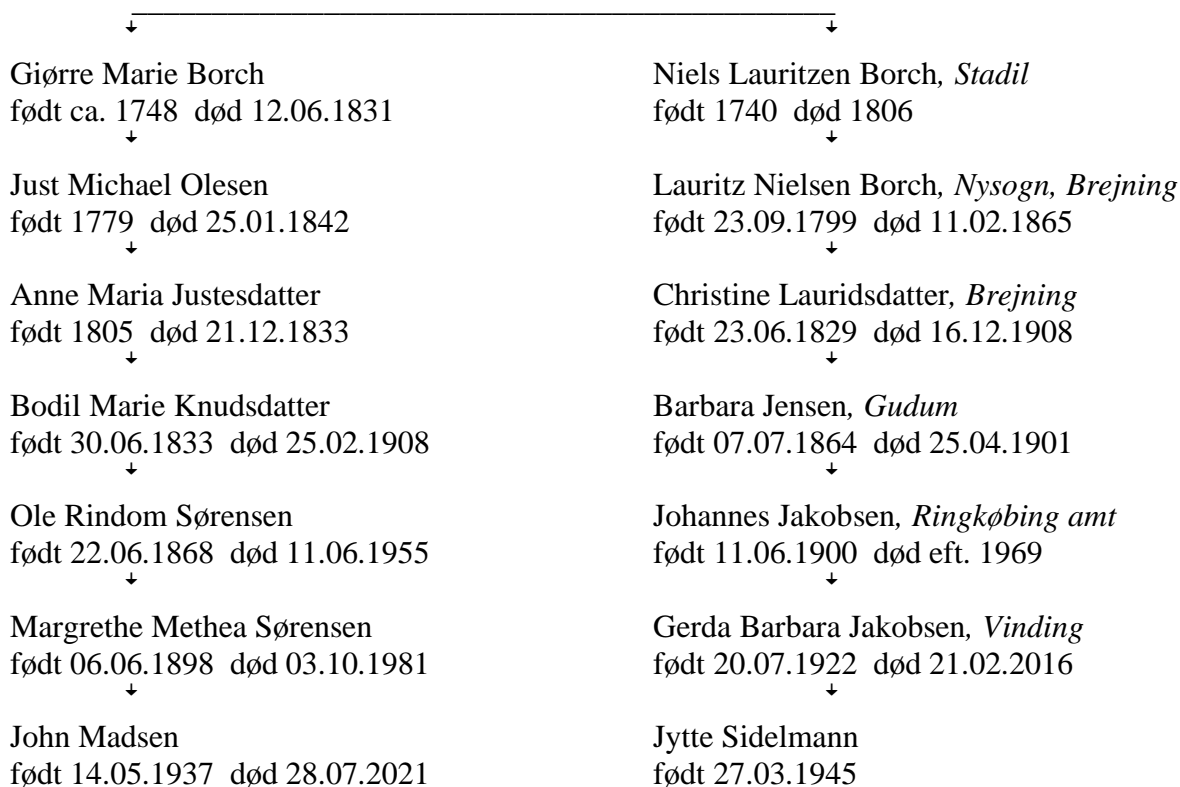 Giørre Marie Borch
født ca. 1748 død 12.06.1831
Just Michael Olesen
født 1779 død 25.01.1842
Anne Maria Justesdatter
født 1805 død 21.12.1833
Bodil Marie Knudsdatter
født 30.06.1833 død 25.02.1908
Ole Rindom Sørensen
født 22.06.1868 død 11.06.1955
Margrethe Methea Sørensen
født 06.06.1898 død 03.10.1981
John Madsen
født 14.05.1937 død 28.07.2021
Niels Lauritzen Borch, Stadil
født 1740 død 1806
Lauritz Nielsen Borch, Nysogn, Brejning
født 23.09.1799 død 11.02.1865
Christine Lauridsdatter, Brejning
født 23.06.1829 død 16.12.1908
Barbara Jensen, Gudum
født 07.07.1864 død 25.04.1901
Johannes Jakobsen, Ringkøbing amt
født 11.06.1900 død eft. 1969
Gerda Barbara Jakobsen, Vinding
født 20.07.1922 død 21.02.2016
Jytte Sidelmann
født 27.03.1945